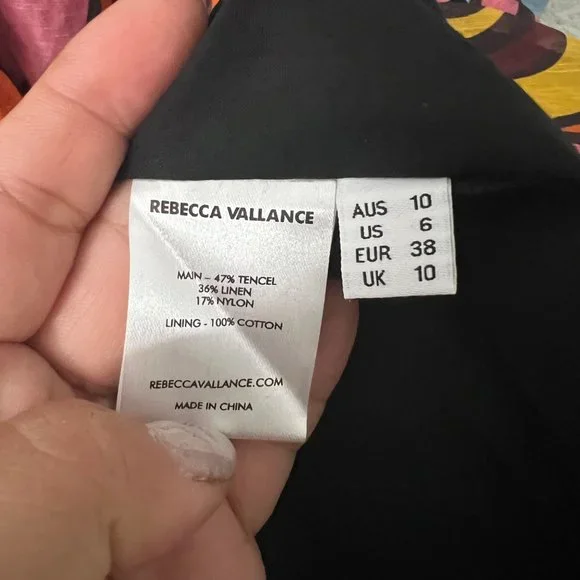 REBECCA VALLANCE
MAIN – 47% TENCEL
36% LINEN
17% NYLON
LINING - 100% COTTON
REBECCAVALLANCE.COM
MADE IN CHINA
AUS 10
US 6
EUR 38
UK 10